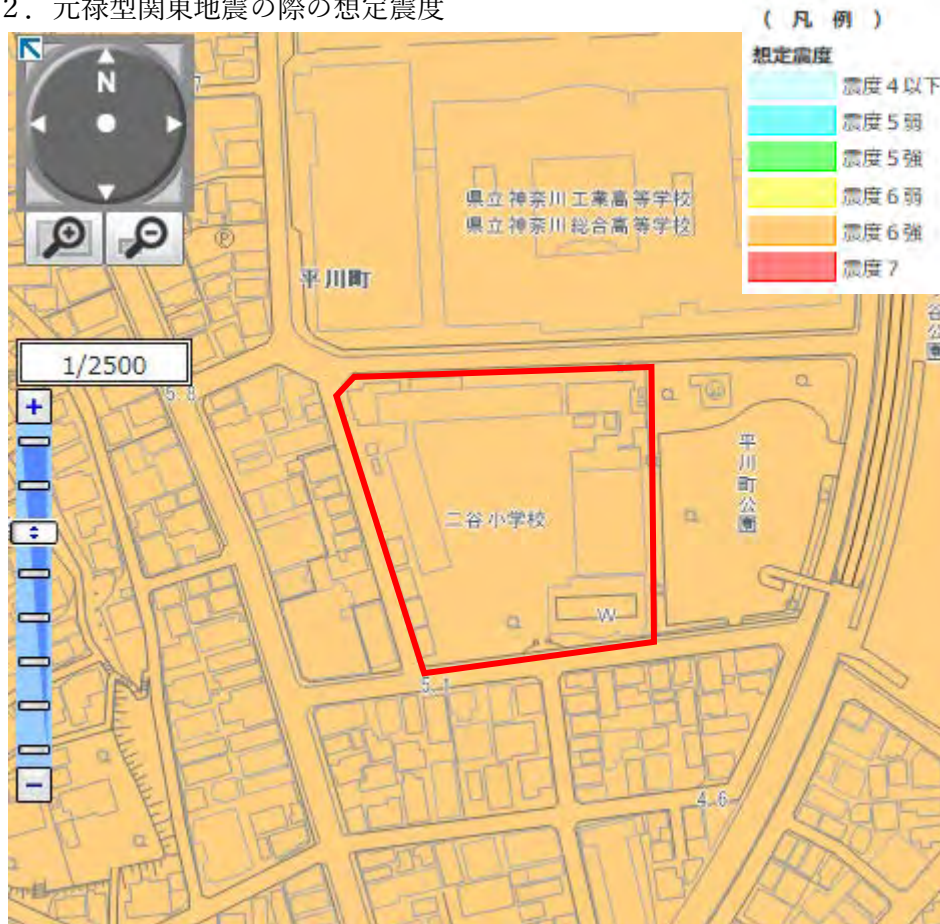 2．元禄型関東地震の際の想定震度
（ 凡 例 ）
想定震度
震度4以下
震度5弱
震度5強
震度6弱
震度6強
震度7
N
7
P
県立神奈川工業高等学校
県立神奈川総合高等学校
平川町
谷公園
1/2500
5.8
+
二谷小学校
平川町公園
W
5.1
4.6
−